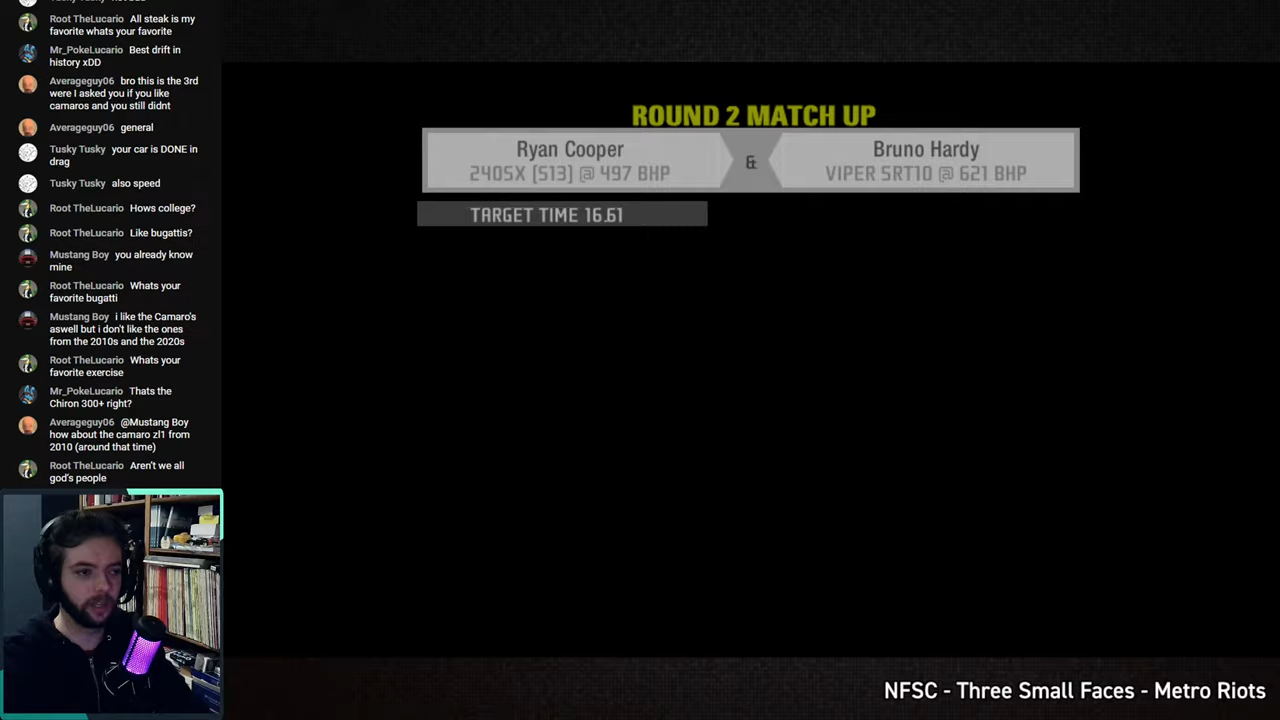 Root TheLucario All steak is my
favorite whats your favorite
Mr_PokeLucario Best drift in
history xDD
Averageguy06 bro this is the 3rd
were I asked you if you like
camaros and you still didnt
Averageguy06 general
Tusky Tusky your car is DONE in
drag
Tusky Tusky also speed
Root TheLucario Hows college?
Root TheLucario Like bugattis?
Mustang Boy you already know
mine
Root TheLucario Whats your
favorite bugatti
Mustang Boy i like the Camaro's
aswell but i don't like the ones
from the 2010s and the 2020s
Root TheLucario Whats your
favorite exercise
Mr_PokeLucario Thats the
Chiron 300+ right?
Averageguy06 @Mustang Boy
how about the camaro zl1 from
2010 (around that time)
Root TheLucario Aren't we all
god's people
ROUND 2 MATCH UP
Ryan Cooper
240SX (S13) @ 497 BHP
&
Bruno Hardy
VIPER SRT10 @ 621 BHP
TARGET TIME 16.61
NFSC - Three Small Faces - Metro Riots